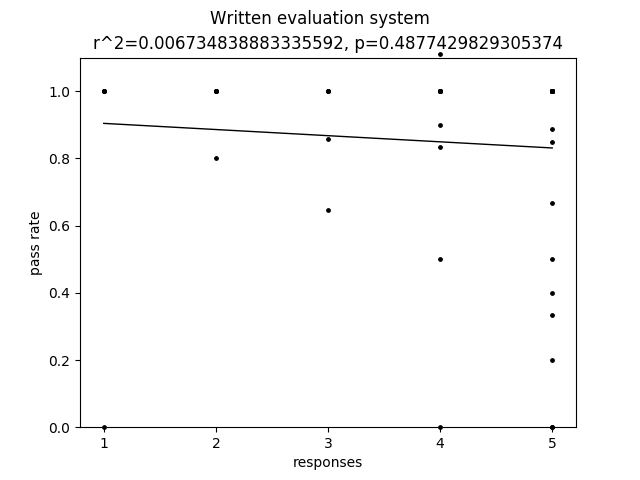 Written evaluation system
r^2=0.006734838883335592, p=0.4877429829305374
1.0
0.8
0.6
0.4
0.2
0.0
pass rate
1 2 3 4 5
responses